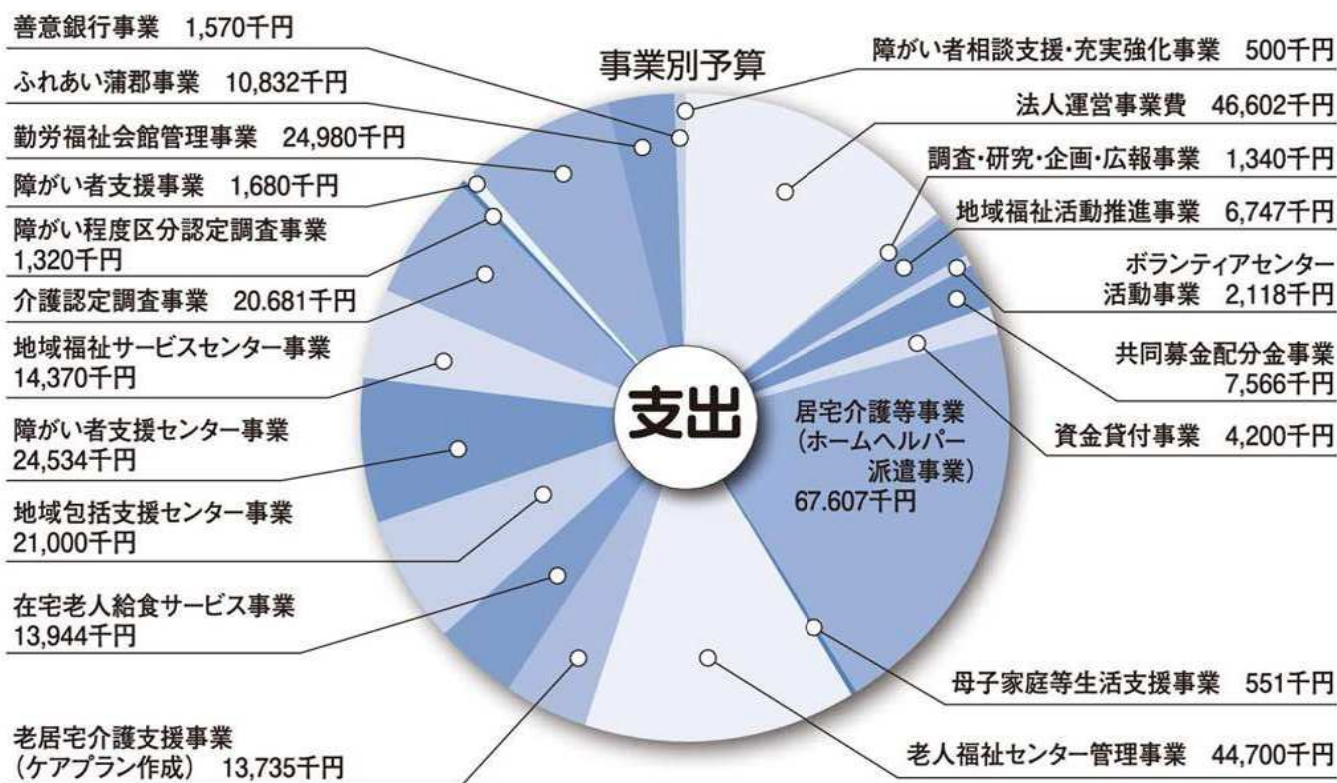 事業別予算
支出
善意銀行事業 1,570千円
ふれあい蒲郡事業 10,832千円
勤労福祉会館管理事業 24,980千円
障がい者支援事業 1,680千円
障がい程度区分認定調査事業
1,320千円
介護認定調査事業 20.681千円
地域福祉サービスセンター事業
14,370千円
障がい者支援センター事業
24,534千円
地域包括支援センター事業
21,000千円
在宅老人給食サービス事業
13,944千円
老居宅介護支援事業
(ケアプラン作成) 13,735千円
障がい者相談支援・充実強化事業 500千円
法人運営事業費 46,602千円
調査・研究・企画・広報事業 1,340千円
地域福祉活動推進事業 6,747千円
ボランティアセンター
活動事業 2,118千円
共同募金配分金事業
7,566千円
資金貸付事業 4,200千円
居宅介護等事業
(ホームヘルパー
派遣事業)
67.607千円
母子家庭等生活支援事業 551千円
老人福祉センター管理事業 44,700千円